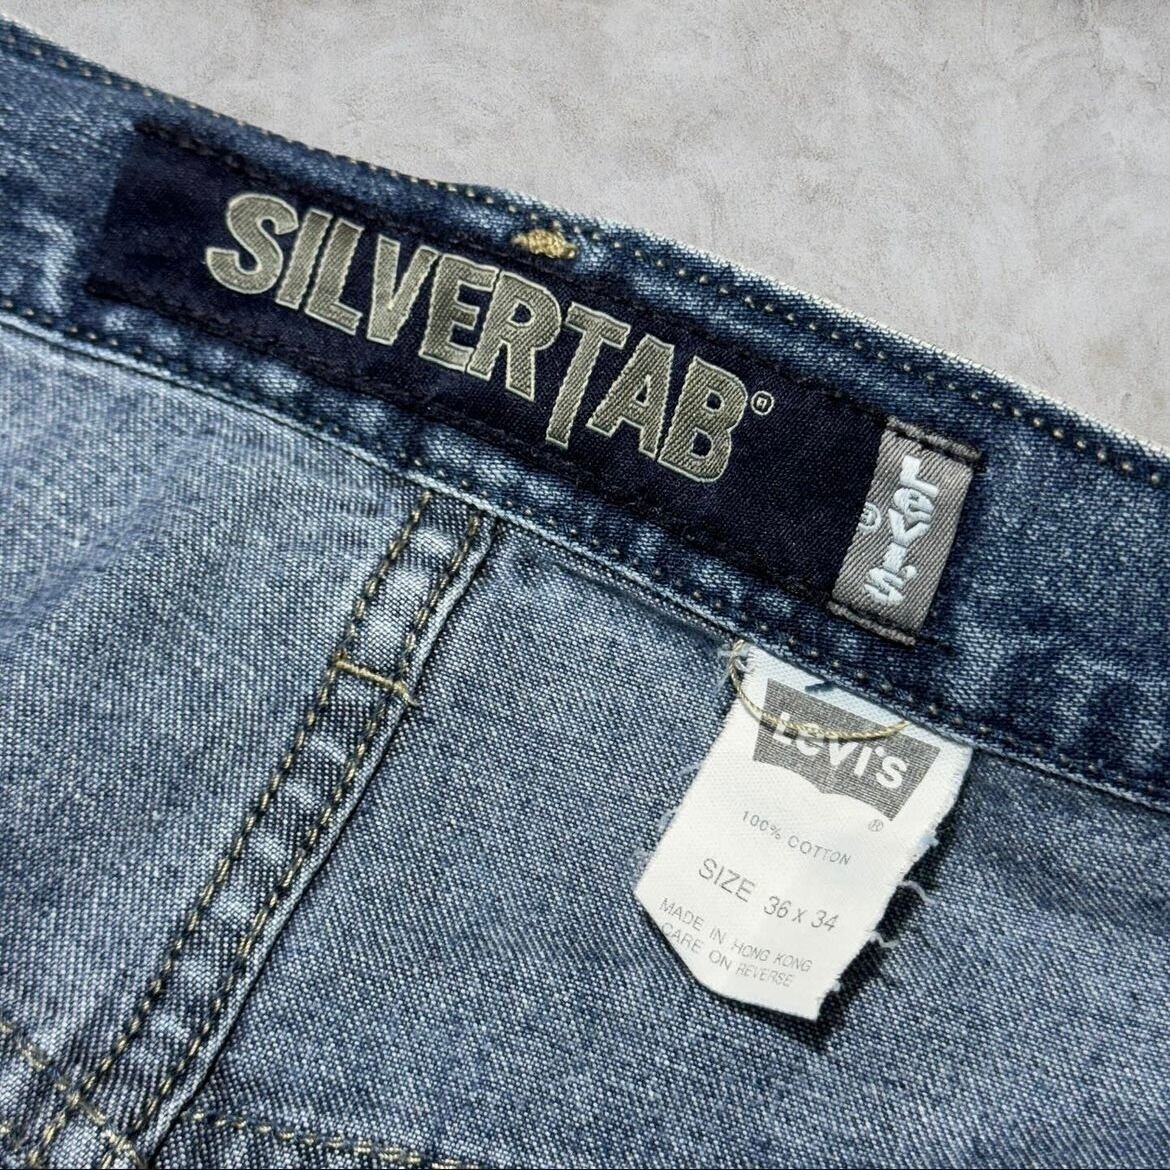 SILVERTAB®
LeVI'S ®
LeVI'S
®
100% COTTON
SIZE 36 x 34
MADE IN HONG KONG
CARE ON REVERSE